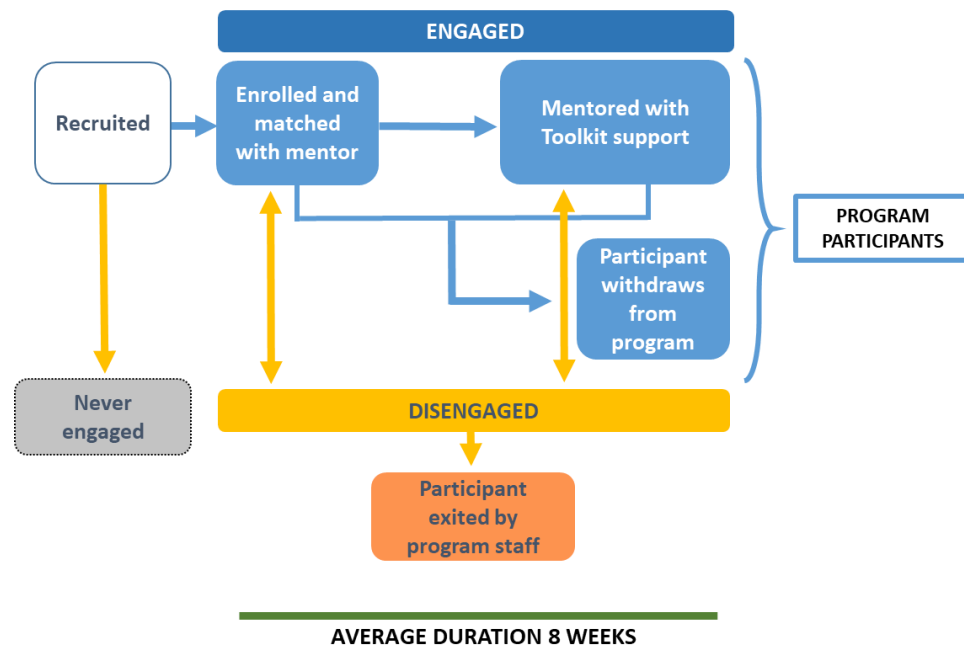 ENGAGED
Recruited
Enrolled and
matched
with mentor
Mentored with
Toolkit support
PROGRAM
PARTICIPANTS
Participant
withdraws
from
program
Never
engaged
DISENGAGED
Participant
exited by
program staff
AVERAGE DURATION 8 WEEKS